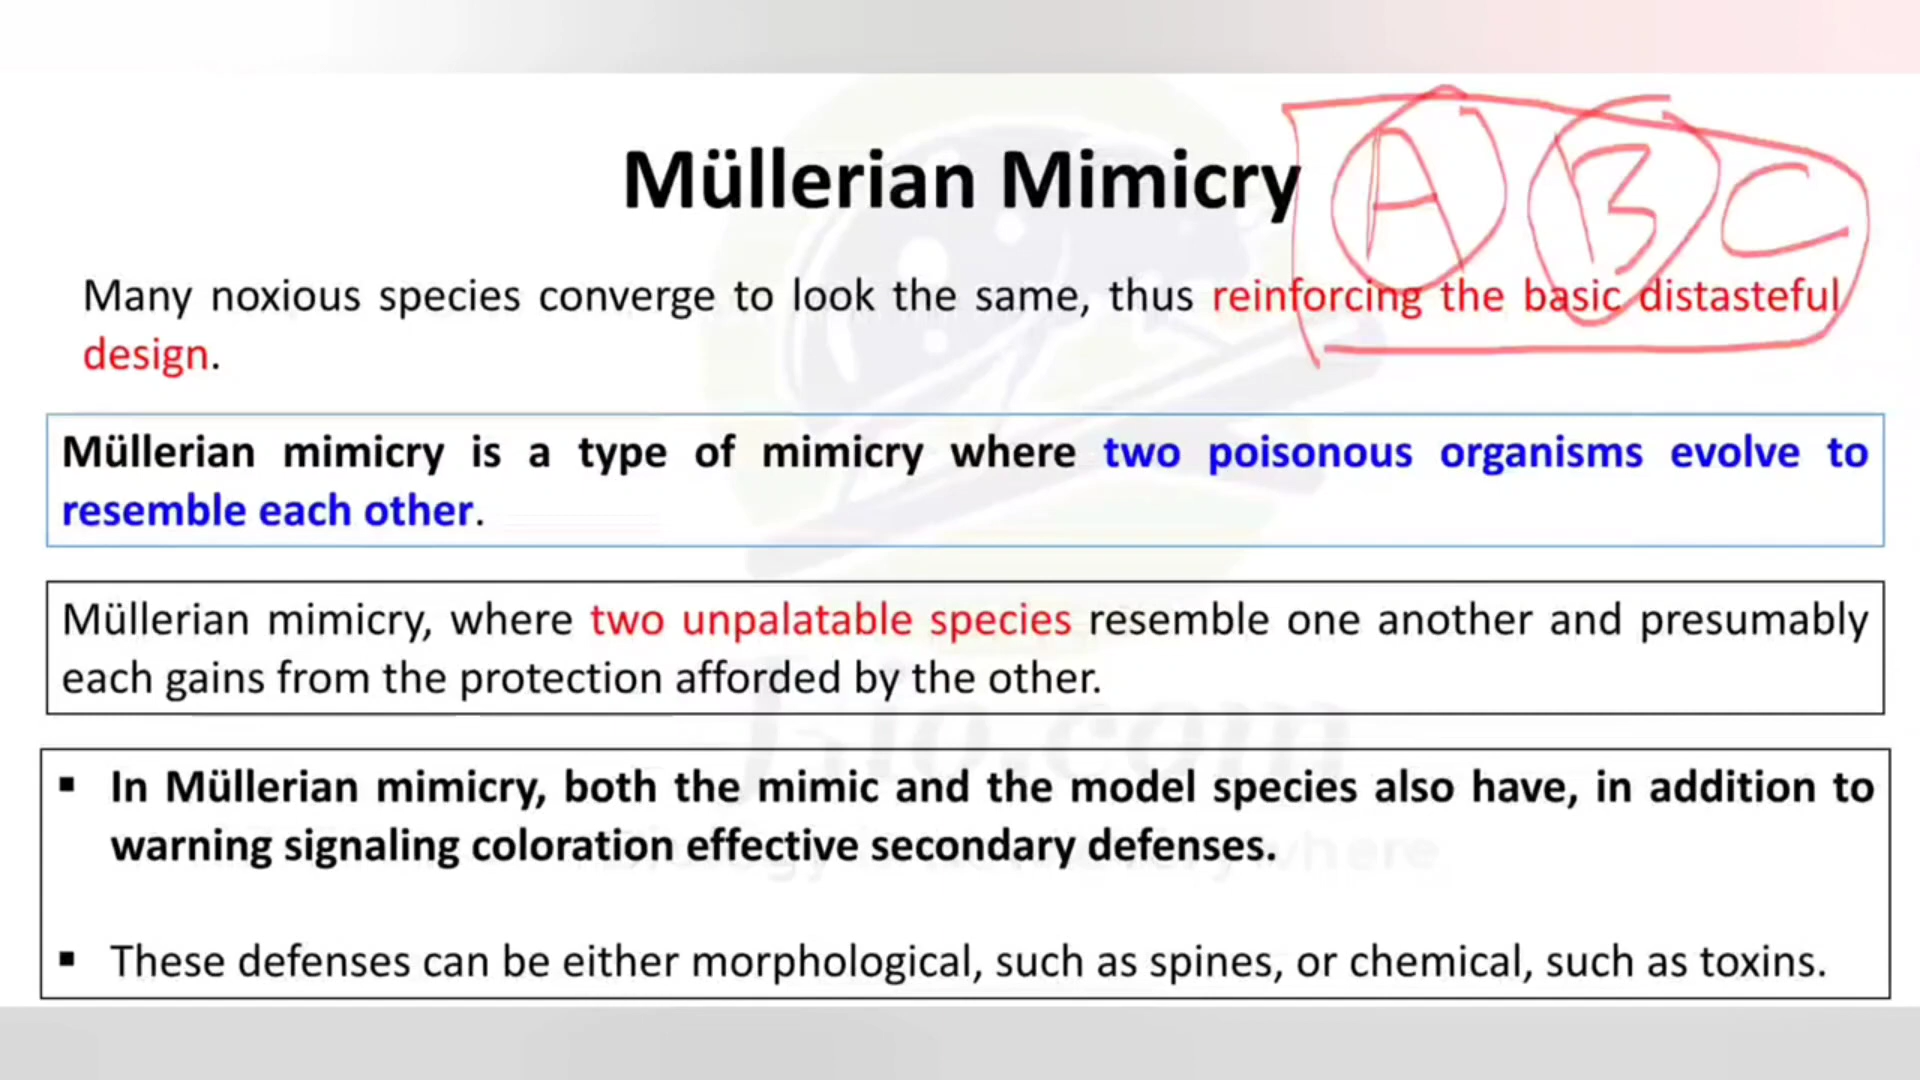 Müllerian Mimicry
A B C
Many noxious species converge to look the same, thus reinforcing the basic distasteful
design.
Müllerian mimicry is a type of mimicry where two poisonous organisms evolve to
resemble each other.
Müllerian mimicry, where two unpalatable species resemble one another and presumably
each gains from the protection afforded by the other.
▪ In Müllerian mimicry, both the mimic and the model species also have, in addition to
warning signaling coloration effective secondary defenses.
▪ These defenses can be either morphological, such as spines, or chemical, such as toxins.